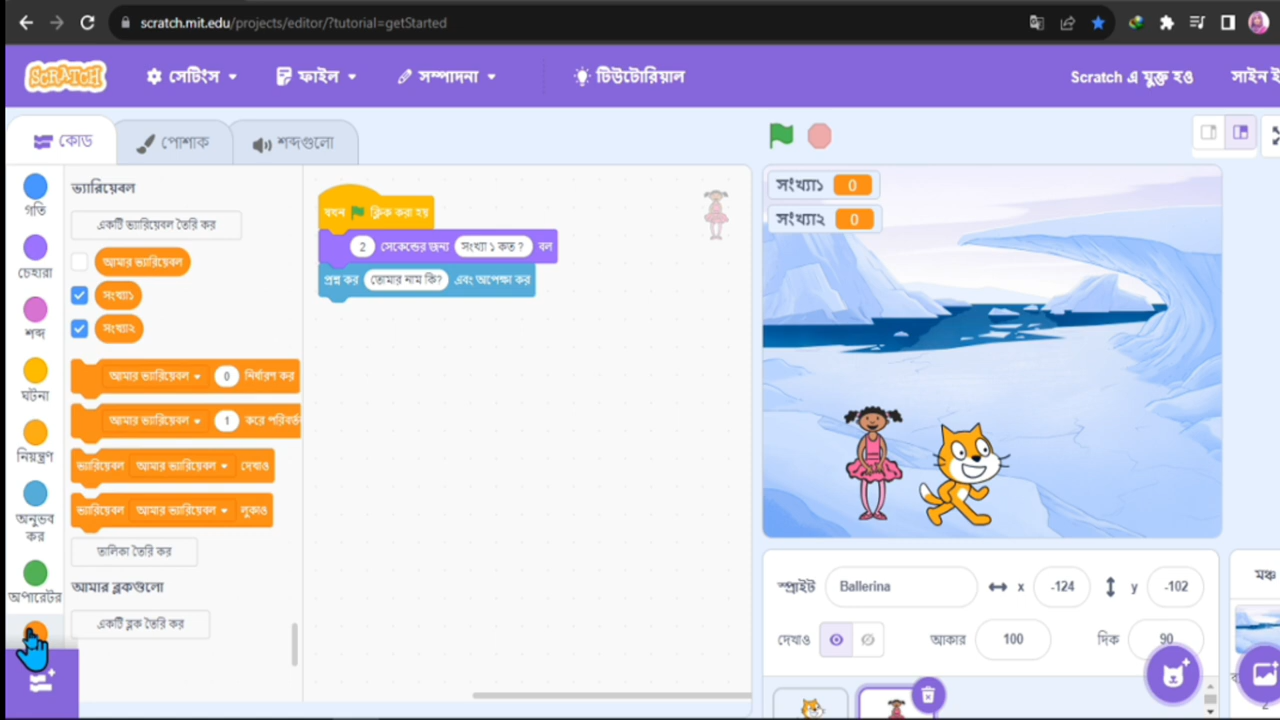 scratch.mit.edu/projects/editor/?tutorial=getStarted
SCRATCH সেটিংস ফাইল সম্পাদনা টিউটোরিয়াল Scratch এ যুক্ত হও সাইন ই
কোড পোশাক শব্দগুলো
গতি
চেহারা
শব্দ
ঘটনা
নিয়ন্ত্রণ
অনুভব
কর
অপারেটর
ভ্যারিয়েবল
একটি ভ্যারিয়েবল তৈরি কর
আমার ভ্যারিয়েবল
সংখ্যা১
সংখ্যা২
আমার ভ্যারিয়েবল 0 নির্ধারণ কর
আমার ভ্যারিয়েবল 1 করে পরিবর্তন
ভ্যারিয়েবল আমার ভ্যারিয়েবল দেখাও
ভ্যারিয়েবল আমার ভ্যারিয়েবল লুকাও
তালিকা তৈরি কর
আমার ব্লকগুলো
একটি ব্লক তৈরি কর
যখন ক্লিক করা হয়
2 সেকেন্ডের জন্য সংখ্যা ১ কত ? বল
প্রশ্ন কর তোমার নাম কি? এবং অপেক্ষা কর
সংখ্যা১ 0
সংখ্যা২ 0
স্প্রাইট Ballerina x -124 y -102
দেখাও আকার 100 দিক 90
মঞ্চ
2